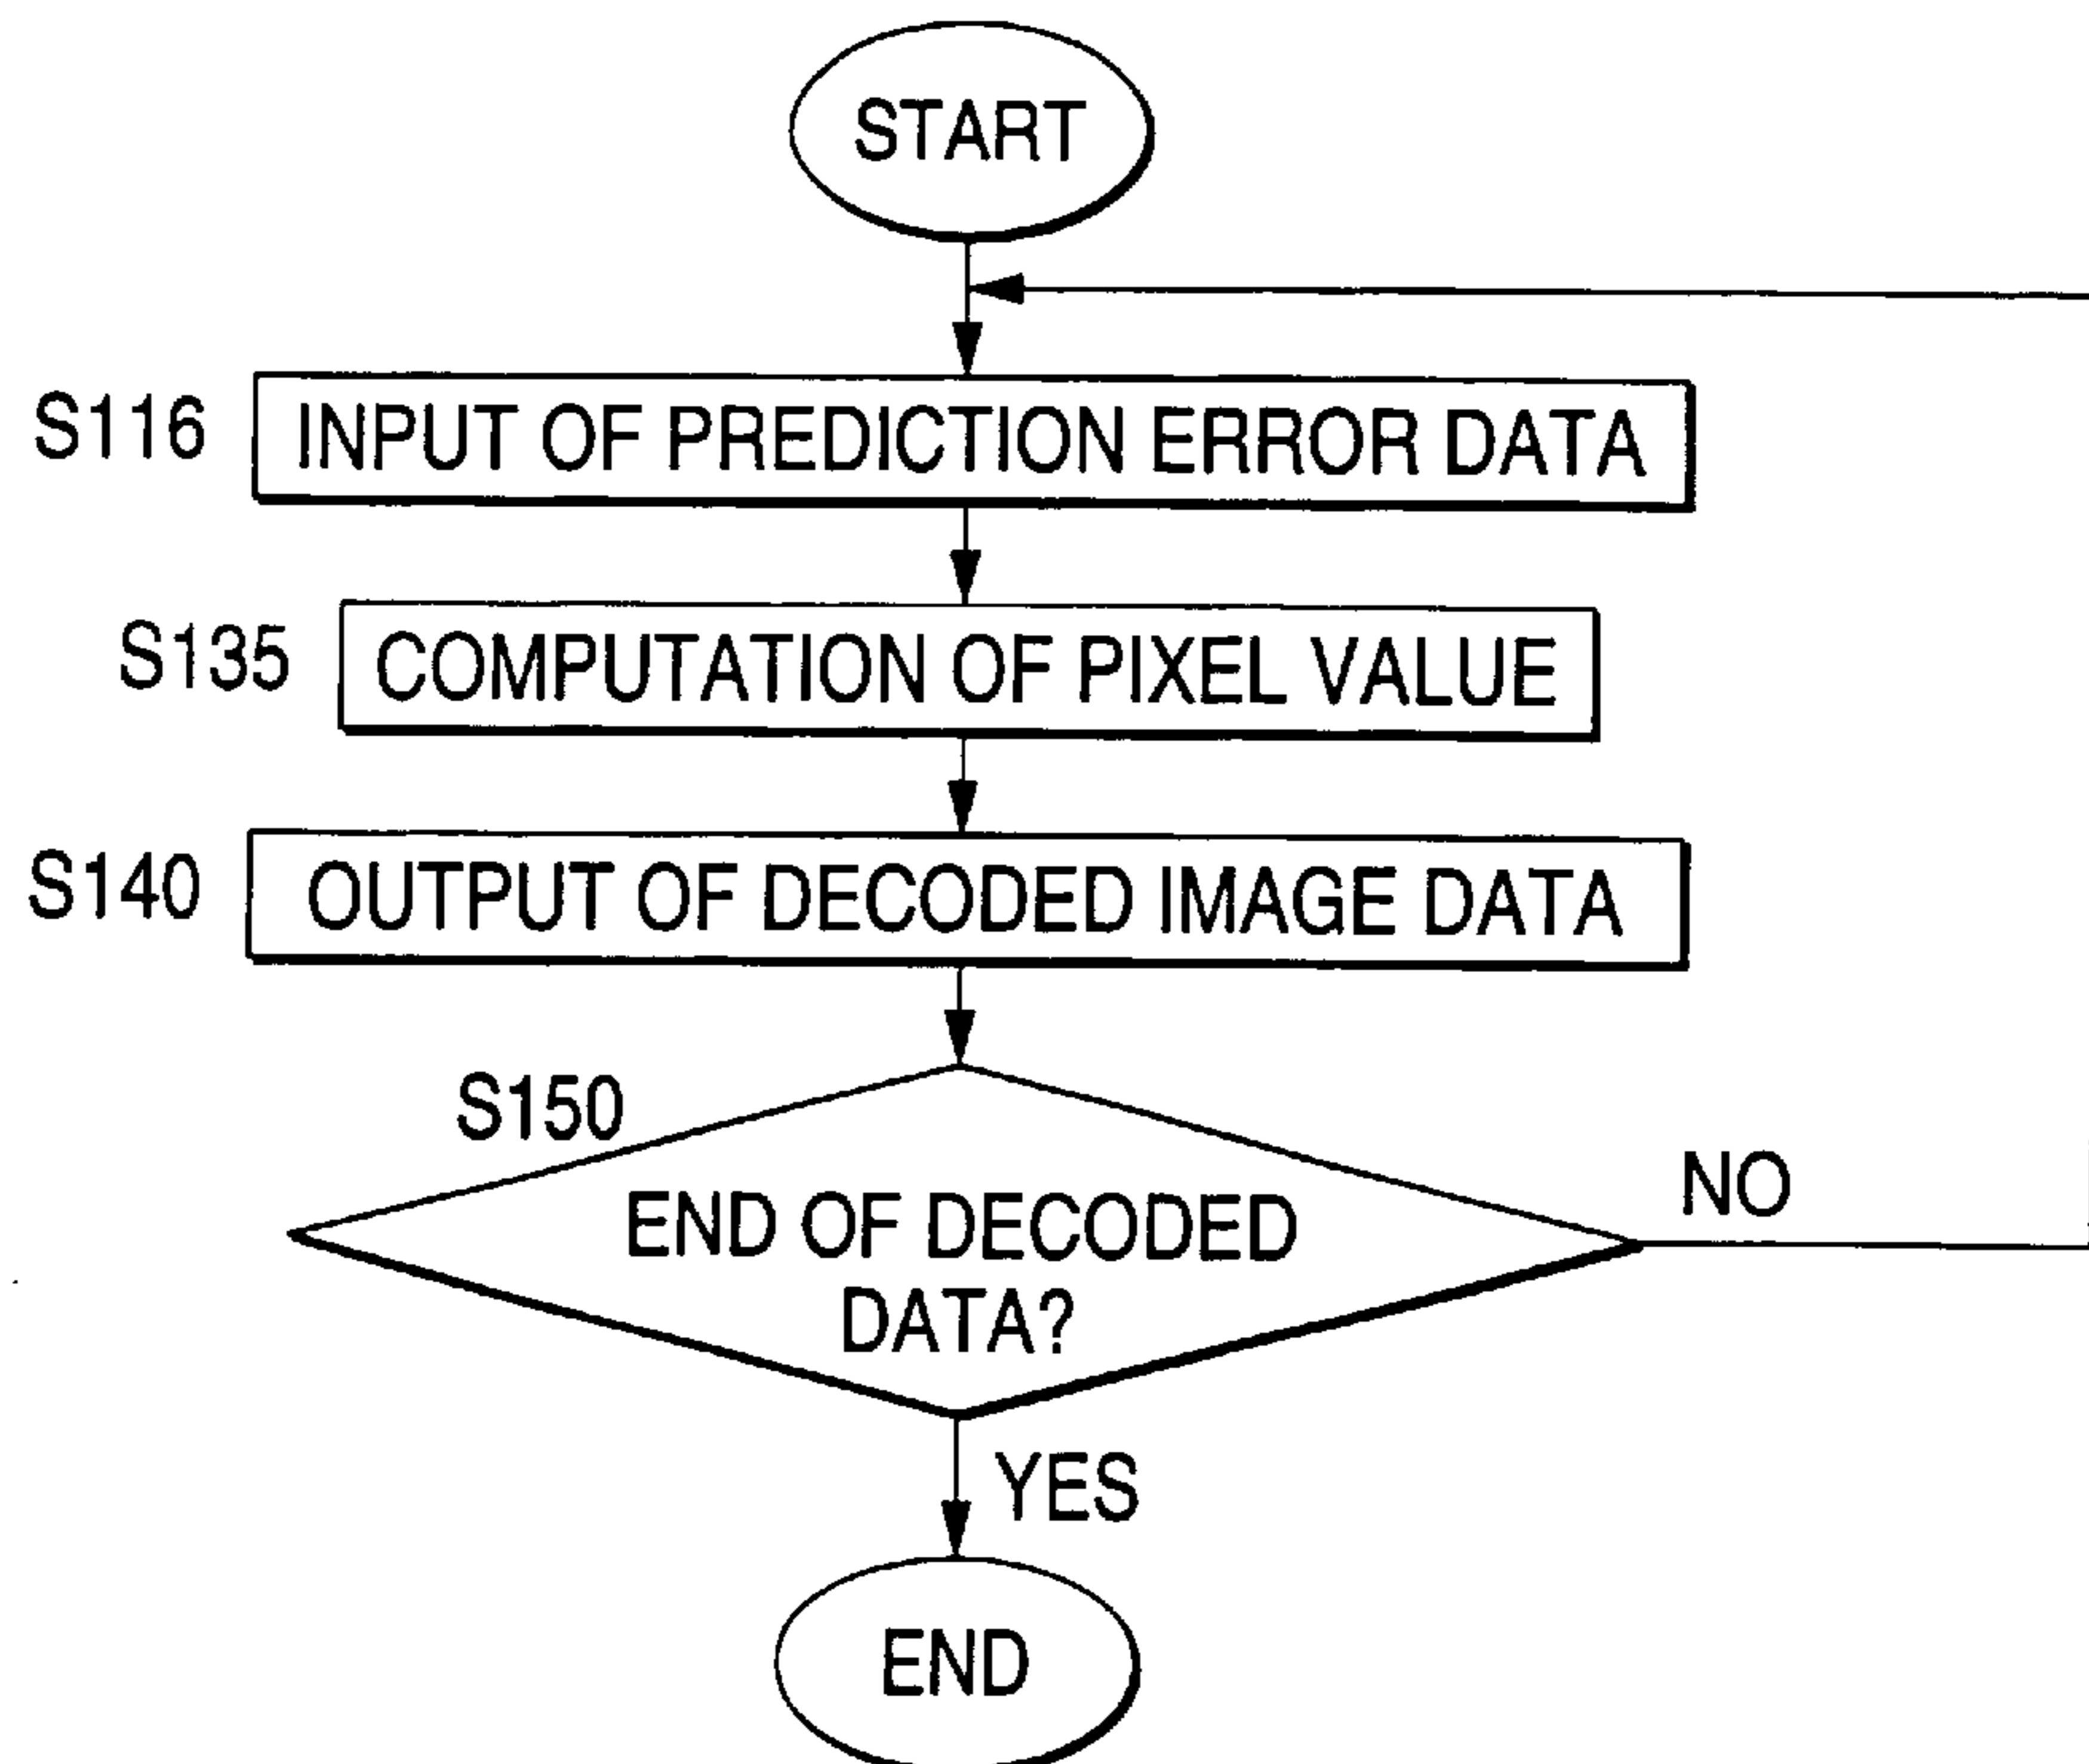 START
S116
INPUT OF PREDICTION ERROR DATA
S135
COMPUTATION OF PIXEL VALUE
S140
OUTPUT OF DECODED IMAGE DATA
S150
END OF DECODED
DATA?
NO
YES
END